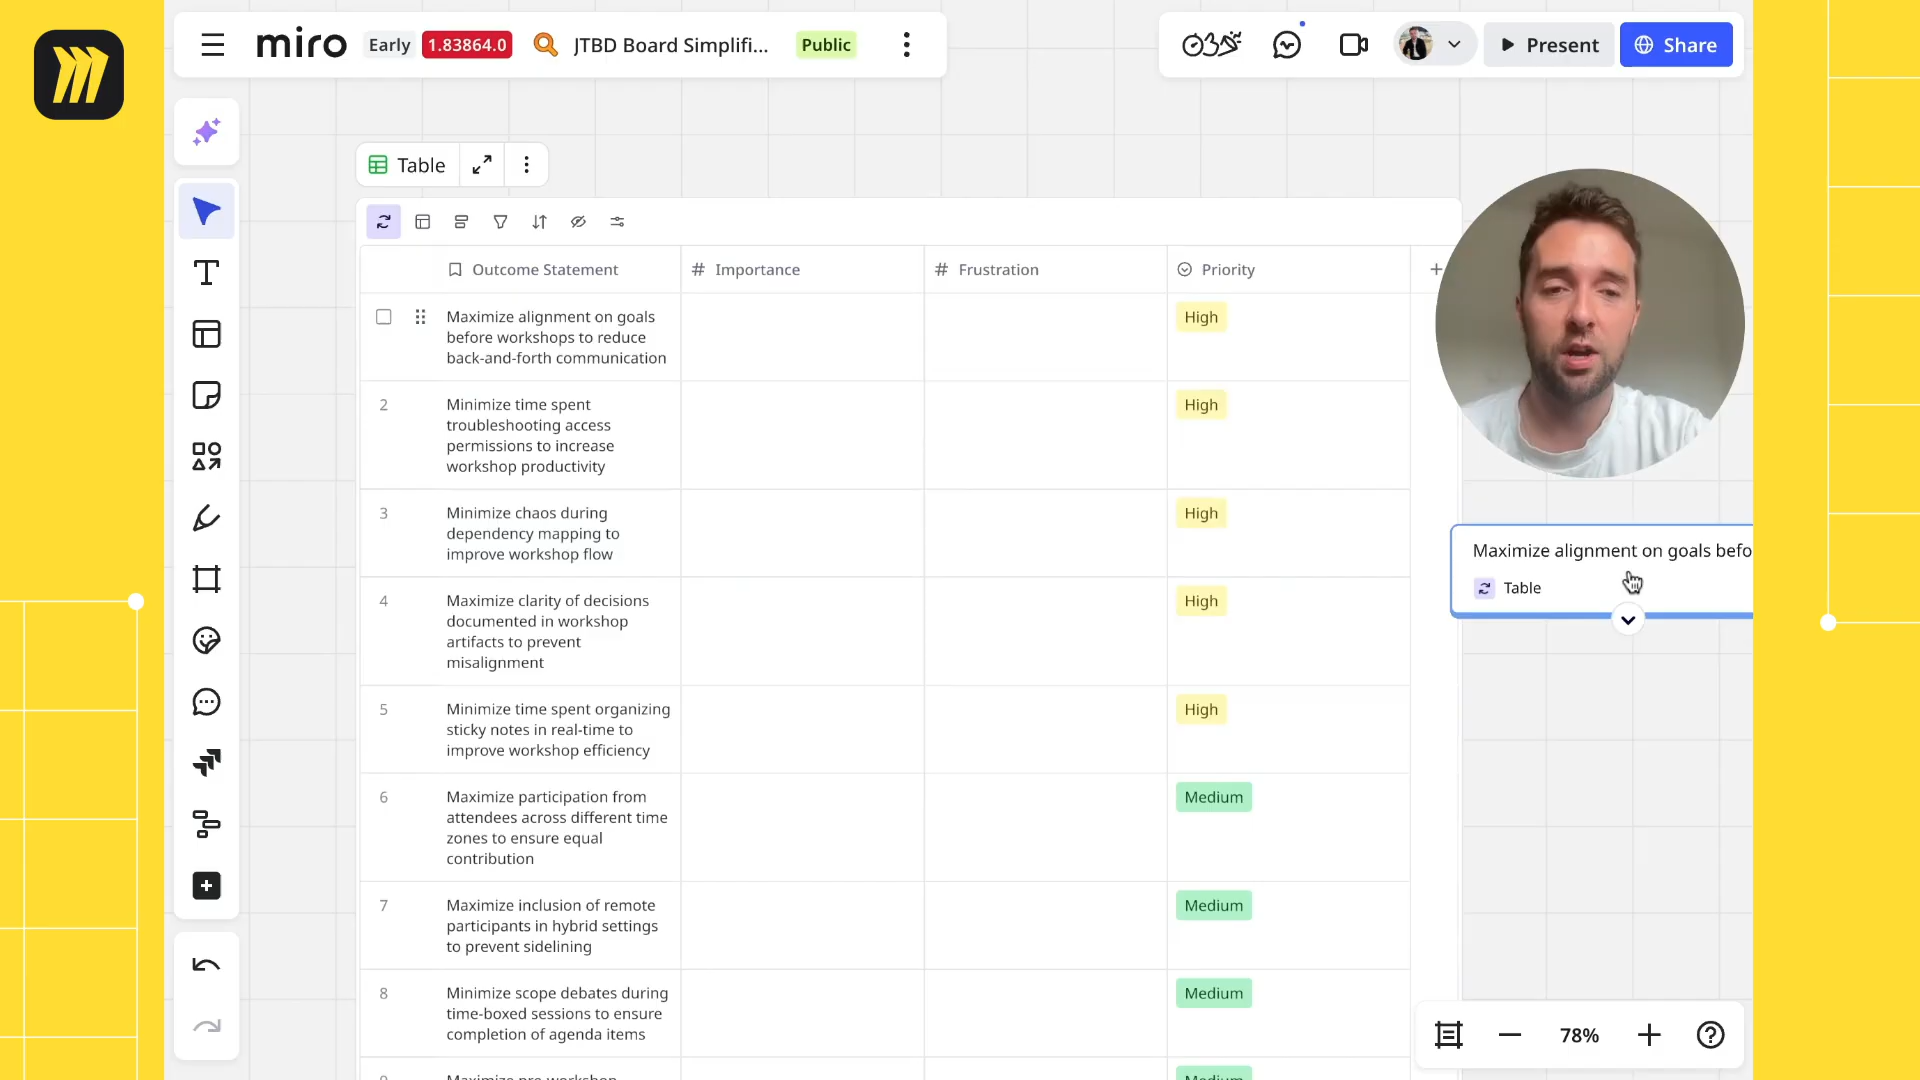 miro
Early
1.83864.0
JTBD Board Simplifi...
Public
Present
Share
Table
Outcome Statement
Importance
Frustration
Priority
Maximize alignment on goals
before workshops to reduce
back-and-forth communication
High
2
Minimize time spent
troubleshooting access
permissions to increase
workshop productivity
High
3
Minimize chaos during
dependency mapping to
improve workshop flow
High
4
Maximize clarity of decisions
documented in workshop
artifacts to prevent
misalignment
High
5
Minimize time spent organizing
sticky notes in real-time to
improve workshop efficiency
High
6
Maximize participation from
attendees across different time
zones to ensure equal
contribution
Medium
7
Maximize inclusion of remote
participants in hybrid settings
to prevent sidelining
Medium
8
Minimize scope debates during
time-boxed sessions to ensure
completion of agenda items
Medium
9
Maximize pre-workshop
Medium
Maximize alignment on goals befo
Table
78%